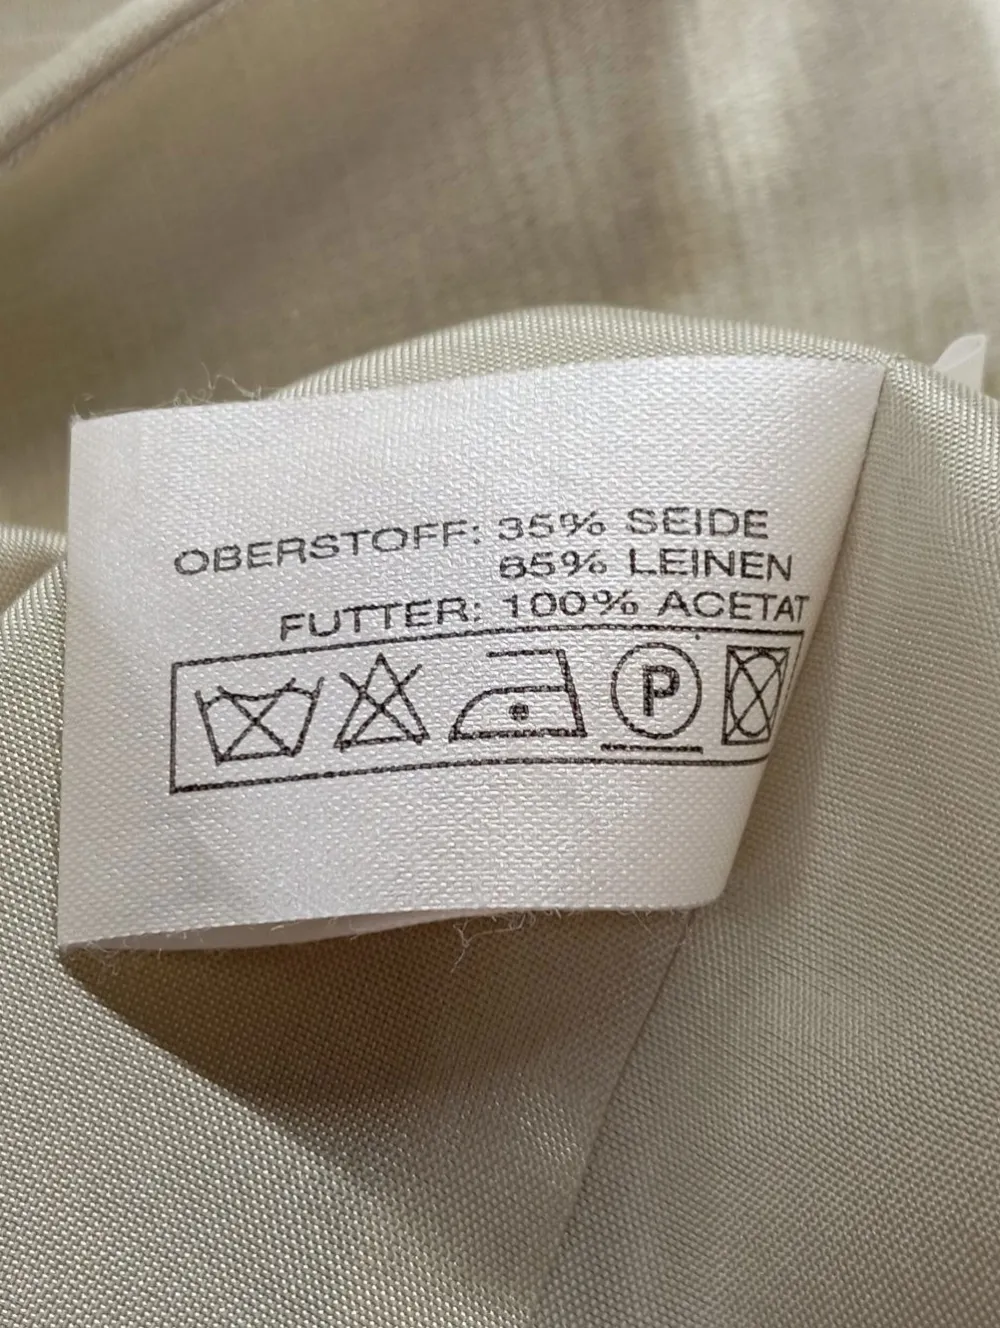 OBERSTOFF: 35% SEIDE
65% LEINEN
FUTTER: 100% ACETAT
P